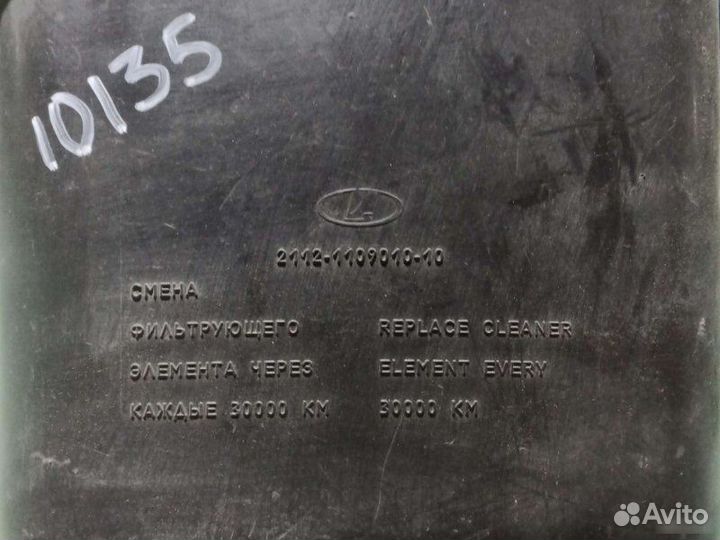 10135
2112-1109010-10
СМЕНА
ФИЛЬТРУЮЩЕГО REPLACE CLEANER
ЭЛЕМЕНТА ЧЕРЕЗ ELEMENT EVERY
КАЖДЫЕ 30000 КМ 30000 KM
Avito